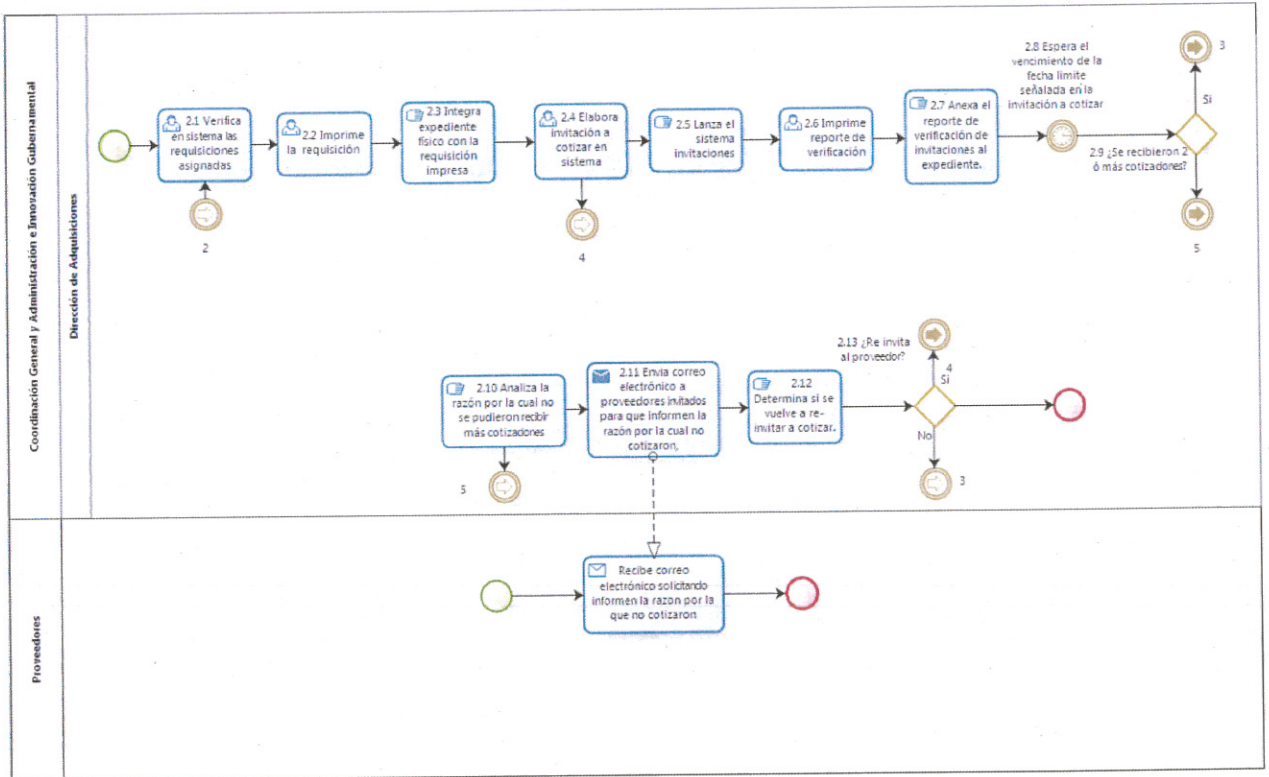 Coordinación General y Administración e Innovación Gubernamental
Dirección de Adquisiciones
2.1 Verifica
en sistema las
requisiciones
asignadas
2
2.2 Imprime
la requisición
2.3 Integra
expediente
físico con la
requisición
impresa
2.4 Elabora
invitación a
cotizar en
sistema
4
2.5 Lanza el
sistema
invitaciones
2.6 Imprime
reporte de
verificación
2.7 Anexa el
reporte de
verificación de
invitaciones al
expediente.
2.8 Espera el
vencimiento de la
fecha limite
señalada en la
invitación a cotizar
3
Si
2.9 ¿Se recibieron 2
ó más cotizadores?
5
2.10 Analiza la
razón por la cual no
se pudieron recibir
más cotizadores
5
2.11 Envia correo
electrónico a
proveedores invitados
para que informen la
razón por la cual no
cotizaron,
2.12
Determina si se
vuelve a re-
invitar a cotizar.
2.13 ¿Re invita
al proveedor?
4
Si
No
3
Proveedores
Recibe correo
electrónico solicitando
informen la razon por la
que no cotizaron